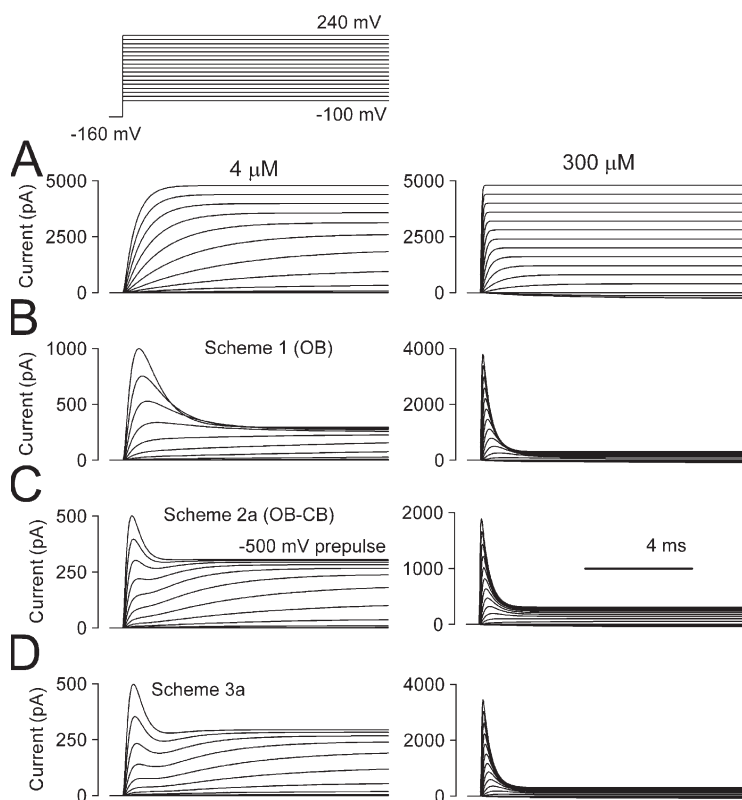 240 mV
-100 mV
-160 mV
A
4 μM
300 μM
Current (pA)
5000
2500
0
5000
2500
0
B
Scheme 1 (OB)
Current (pA)
1000
500
0
4000
2000
0
C
Scheme 2a (OB-CB)
-500 mV prepulse
Current (pA)
500
250
0
2000
1000
0
4 ms
D
Scheme 3a
Current (pA)
500
250
0
4000
2000
0